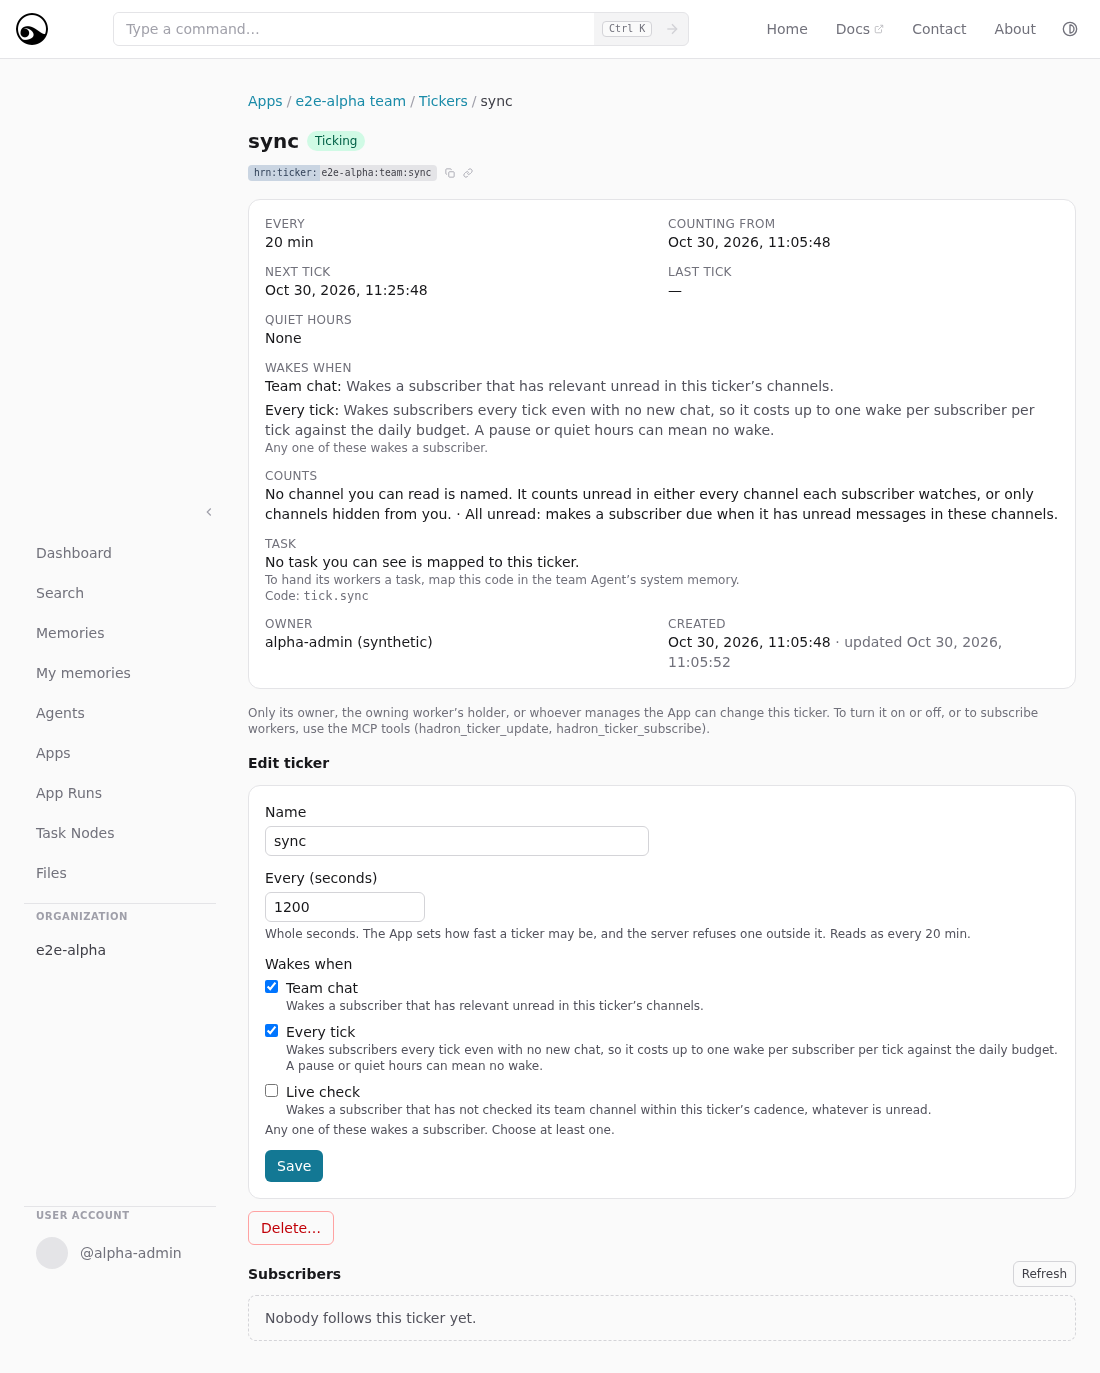 Type a command...
Ctrl K
Home
Docs
Contact
About
Apps / e2e-alpha team / Tickers / sync
sync Ticking
hrn:ticker: e2e-alpha:team:sync
EVERY
20 min
COUNTING FROM
Oct 30, 2026, 11:05:48
NEXT TICK
Oct 30, 2026, 11:25:48
LAST TICK
—
QUIET HOURS
None
WAKES WHEN
Team chat: Wakes a subscriber that has relevant unread in this ticker’s channels.
Every tick: Wakes subscribers every tick even with no new chat, so it costs up to one wake per subscriber per
tick against the daily budget. A pause or quiet hours can mean no wake.
Any one of these wakes a subscriber.
COUNTS
No channel you can read is named. It counts unread in either every channel each subscriber watches, or only
channels hidden from you. · All unread: makes a subscriber due when it has unread messages in these channels.
TASK
No task you can see is mapped to this ticker.
To hand its workers a task, map this code in the team Agent’s system memory.
Code: tick.sync
OWNER
alpha-admin (synthetic)
CREATED
Oct 30, 2026, 11:05:48 · updated Oct 30, 2026,
11:05:52
Only its owner, the owning worker’s holder, or whoever manages the App can change this ticker. To turn it on or off, or to subscribe
workers, use the MCP tools (hadron_ticker_update, hadron_ticker_subscribe).
Edit ticker
Name
sync
Every (seconds)
1200
Whole seconds. The App sets how fast a ticker may be, and the server refuses one outside it. Reads as every 20 min.
Wakes when
Team chat
Wakes a subscriber that has relevant unread in this ticker’s channels.
Every tick
Wakes subscribers every tick even with no new chat, so it costs up to one wake per subscriber per tick against the daily budget.
A pause or quiet hours can mean no wake.
Live check
Wakes a subscriber that has not checked its team channel within this ticker’s cadence, whatever is unread.
Any one of these wakes a subscriber. Choose at least one.
Save
Delete...
Subscribers
Refresh
Nobody follows this ticker yet.
Dashboard
Search
Memories
My memories
Agents
Apps
App Runs
Task Nodes
Files
ORGANIZATION
e2e-alpha
USER ACCOUNT
@alpha-admin